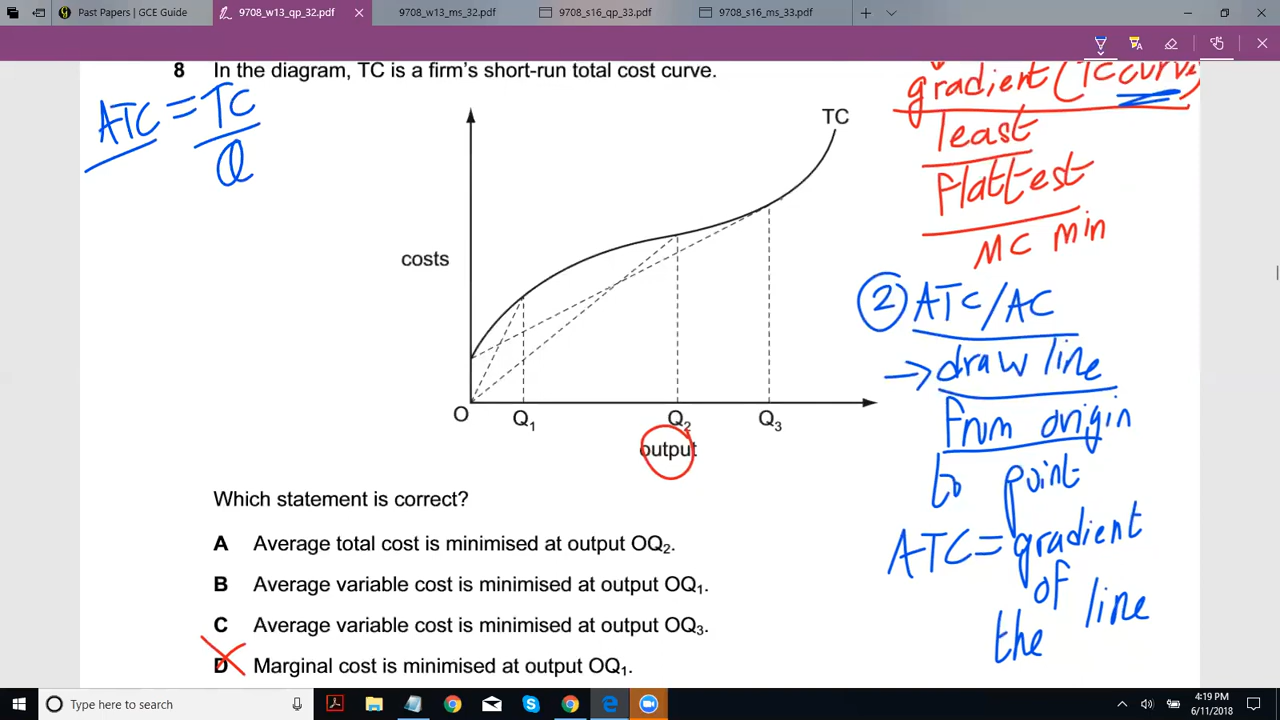 Past Papers | GCE Guide
9708_w13_qp_32.pdf
9708_w13_ms_32.pdf
9708_s16_qp_33.pdf
9708_s16_ms_33.pdf
8 In the diagram, TC is a firm's short-run total cost curve.
gradient (TC curve)
ATC = TC
Q
TC
least
flattest
MC min
costs
② ATC/AC
→ draw line
from origin
to point
O Q1 Q2 Q3
output
Which statement is correct?
ATC = gradient
of line
the
A Average total cost is minimised at output OQ2.
B Average variable cost is minimised at output OQ1.
C Average variable cost is minimised at output OQ3.
D Marginal cost is minimised at output OQ1.
Type here to search
4:19 PM
6/11/2018